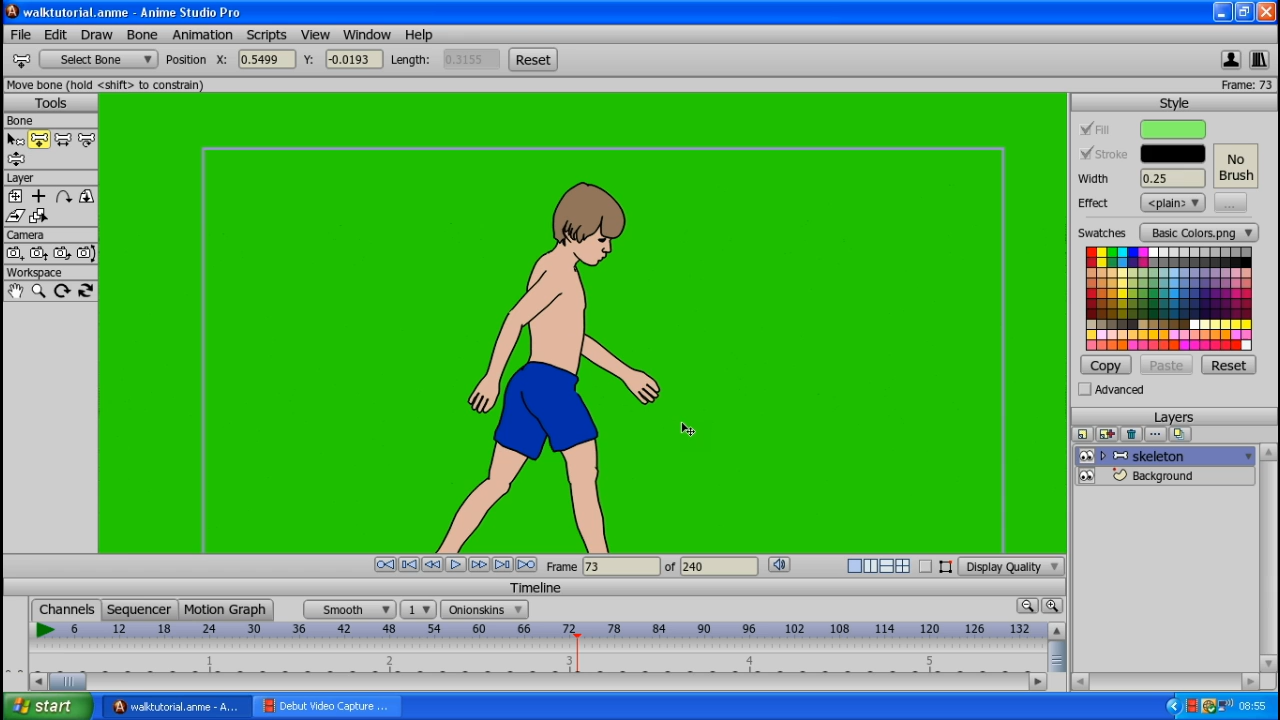 walktutorial.anme - Anime Studio Pro
File Edit Draw Bone Animation Scripts View Window Help
Select Bone Position X: 0.5499 Y: -0.0193 Length: 0.3155 Reset
Move bone (hold <shift> to constrain) Frame: 73
Tools
Bone
Layer
Camera
Workspace
Style
Fill
Stroke
No Brush
Width 0.25
Effect <plain> ...
Swatches Basic Colors.png
Copy Paste Reset
Advanced
Layers
skeleton
Background
Frame 73 of 240 Display Quality
Timeline
Channels Sequencer Motion Graph Smooth 1 Onionskins
6 12 18 24 30 36 42 48 54 60 66 72 78 84 90 96 102 108 114 120 126 132
1 2 3 4 5
start walktutorial.anme - A... Debut Video Capture ... 08:55